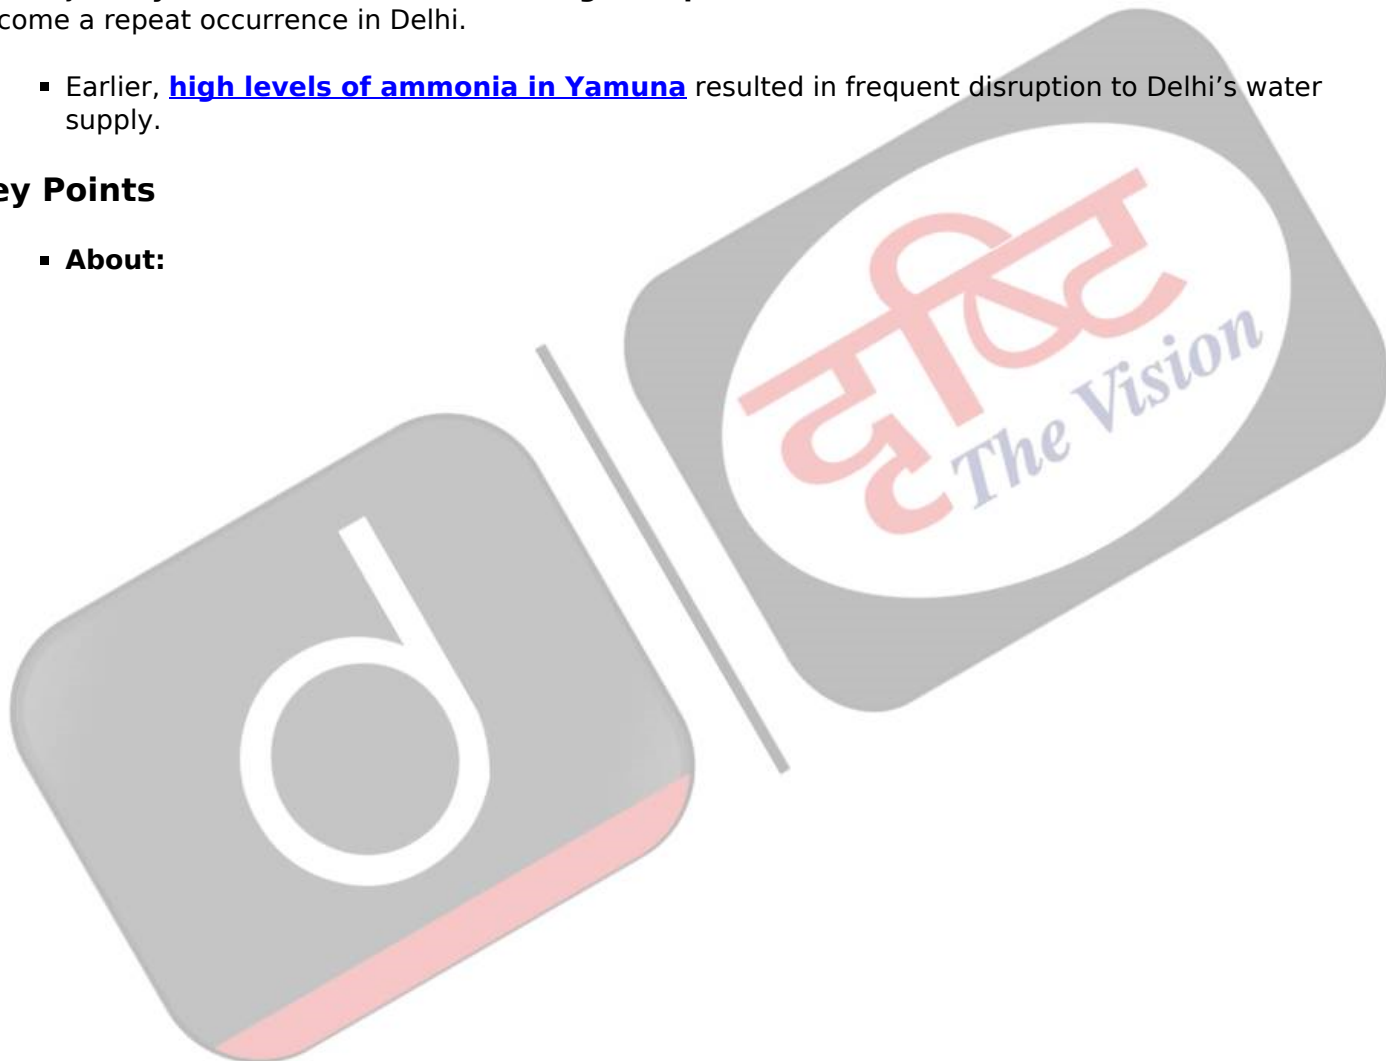 come a repeat occurrence in Delhi.
▪ Earlier, high levels of ammonia in Yamuna resulted in frequent disruption to Delhi’s water
supply.
ey Points
▪ About:
दृष्टि
The Vision
d